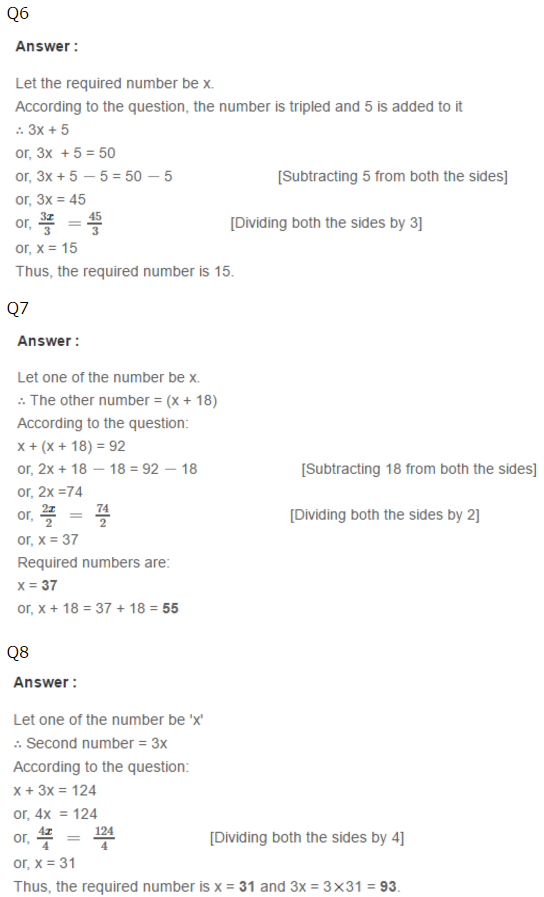 Q6
Answer :
Let the required number be x.
According to the question, the number is tripled and 5 is added to it
∴ 3x + 5
or, 3x + 5 = 50
or, 3x + 5 − 5 = 50 − 5 [Subtracting 5 from both the sides]
or, 3x = 45
or, 3x/3 = 45/3 [Dividing both the sides by 3]
or, x = 15
Thus, the required number is 15.
Q7
Answer :
Let one of the number be x.
∴ The other number = (x + 18)
According to the question:
x + (x + 18) = 92
or, 2x + 18 − 18 = 92 − 18 [Subtracting 18 from both the sides]
or, 2x =74
or, 2x/2 = 74/2 [Dividing both the sides by 2]
or, x = 37
Required numbers are:
x = 37
or, x + 18 = 37 + 18 = 55
Q8
Answer :
Let one of the number be 'x'
∴ Second number = 3x
According to the question:
x + 3x = 124
or, 4x = 124
or, 4x/4 = 124/4 [Dividing both the sides by 4]
or, x = 31
Thus, the required number is x = 31 and 3x = 3×31 = 93.